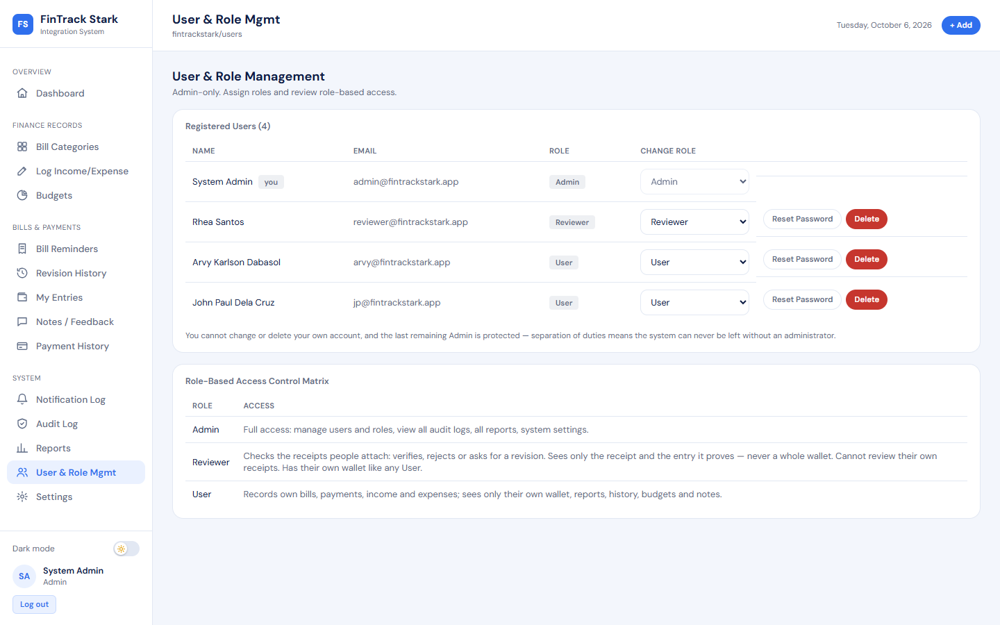 FS
FinTrack Stark
Integration System
OVERVIEW
Dashboard
FINANCE RECORDS
Bill Categories
Log Income/Expense
Budgets
BILLS & PAYMENTS
Bill Reminders
Revision History
My Entries
Notes / Feedback
Payment History
SYSTEM
Notification Log
Audit Log
Reports
User & Role Mgmt
Settings
Dark mode
SA
System Admin
Admin
Log out
User & Role Mgmt
fintrackstark/users
Tuesday, October 6, 2026
+ Add
User & Role Management
Admin-only. Assign roles and review role-based access.
Registered Users (4)
NAME EMAIL ROLE CHANGE ROLE
System Admin you admin@fintrackstark.app Admin Admin
Rhea Santos reviewer@fintrackstark.app Reviewer Reviewer Reset Password Delete
Arvy Karlson Dabasol arvy@fintrackstark.app User User Reset Password Delete
John Paul Dela Cruz jp@fintrackstark.app User User Reset Password Delete
You cannot change or delete your own account, and the last remaining Admin is protected — separation of duties means the system can never be left without an administrator.
Role-Based Access Control Matrix
ROLE ACCESS
Admin Full access: manage users and roles, view all audit logs, all reports, system settings.
Reviewer Checks the receipts people attach: verifies, rejects or asks for a revision. Sees only the receipt and the entry it proves — never a whole wallet. Cannot review their own
receipts. Has their own wallet like any User.
User Records own bills, payments, income and expenses; sees only their own wallet, reports, history, budgets and notes.